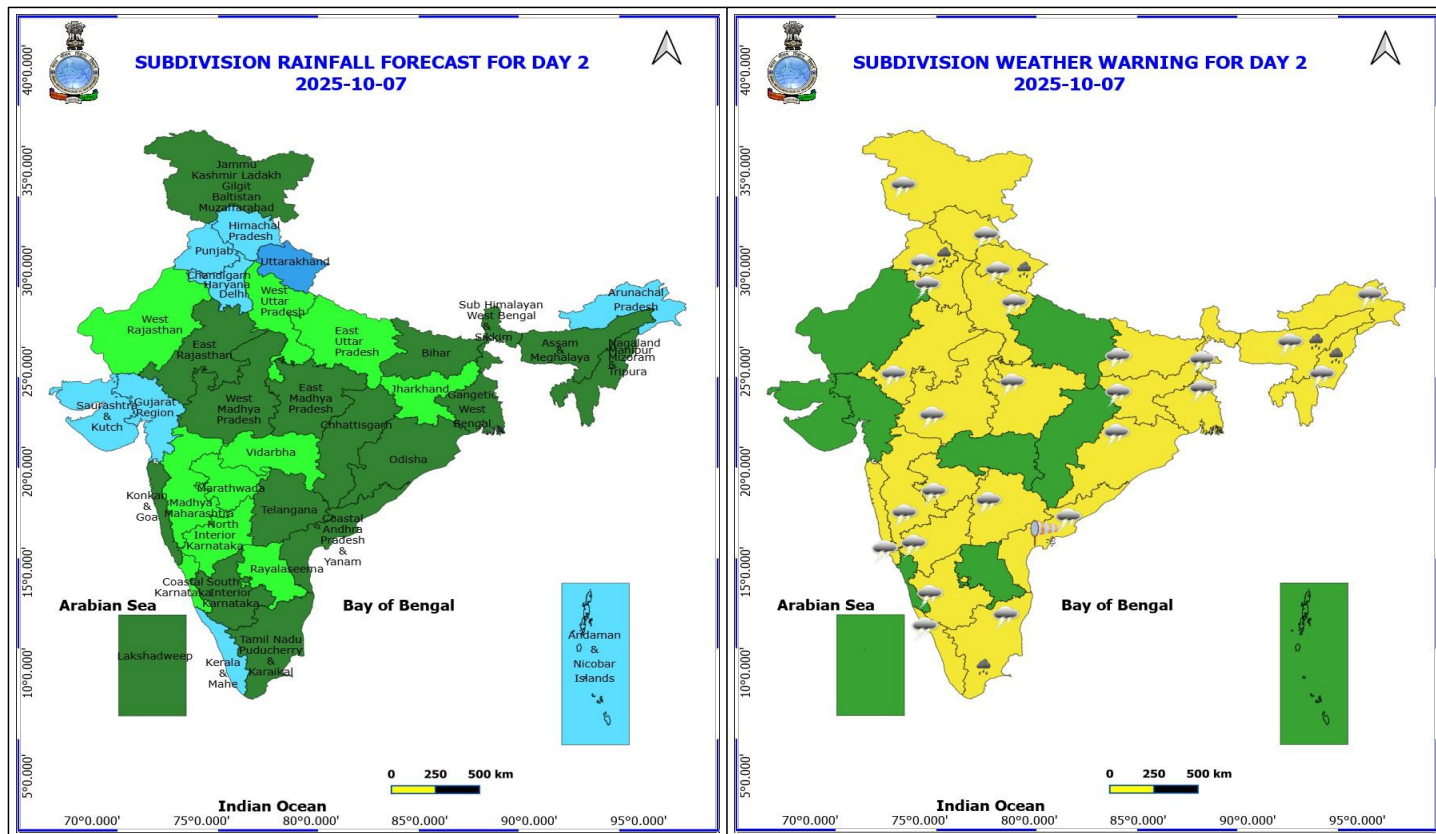 SUBDIVISION RAINFALL FORECAST FOR DAY 2
2025-10-07
40°0.000'
35°0.000'
30°0.000'
25°0.000'
20°0.000'
15°0.000'
10°0.000'
5°0.000'
Jammu
Kashmir Ladakh
Gilgit
Baltistan
Muzaffarabad
Himachal
Pradesh
Punjab
Uttarakhand
Chandigarh
Haryana
Delhi
West
Uttar
Pradesh
West
Rajasthan
East
Rajasthan
East
Uttar
Pradesh
Bihar
Sub Himalayan
West Bengal
&
Sikkim
Arunachal
Pradesh
Assam
&
Meghalaya
Nagaland
Manipur
Mizoram
&
Tripura
Saurashtra
&
Kutch
Gujarat
Region
West
Madhya
Pradesh
East
Madhya
Pradesh
Jharkhand
Gangetic
West
Bengal
Chhattisgarh
Odisha
Vidarbha
Konkan
&
Goa
Marathwada
Madhya
Maharashtra
North
Interior
Karnataka
Telangana
Coastal
Andhra
Pradesh
&
Yanam
Rayalaseema
Coastal
Karnataka
South
Interior
Karnataka
Arabian Sea
Bay of Bengal
Lakshadweep
Kerala
&
Mahe
Tamil Nadu
Puducherry
&
Karaikal
Andaman
&
Nicobar
Islands
0 250 500 km
Indian Ocean
70°0.000' 75°0.000' 80°0.000' 85°0.000' 90°0.000' 95°0.000'
SUBDIVISION WEATHER WARNING FOR DAY 2
2025-10-07
40°0.000'
35°0.000'
30°0.000'
25°0.000'
20°0.000'
15°0.000'
10°0.000'
5°0.000'
Arabian Sea
Bay of Bengal
0 250 500 km
Indian Ocean
70°0.000' 75°0.000' 80°0.000' 85°0.000' 90°0.000' 95°0.000'